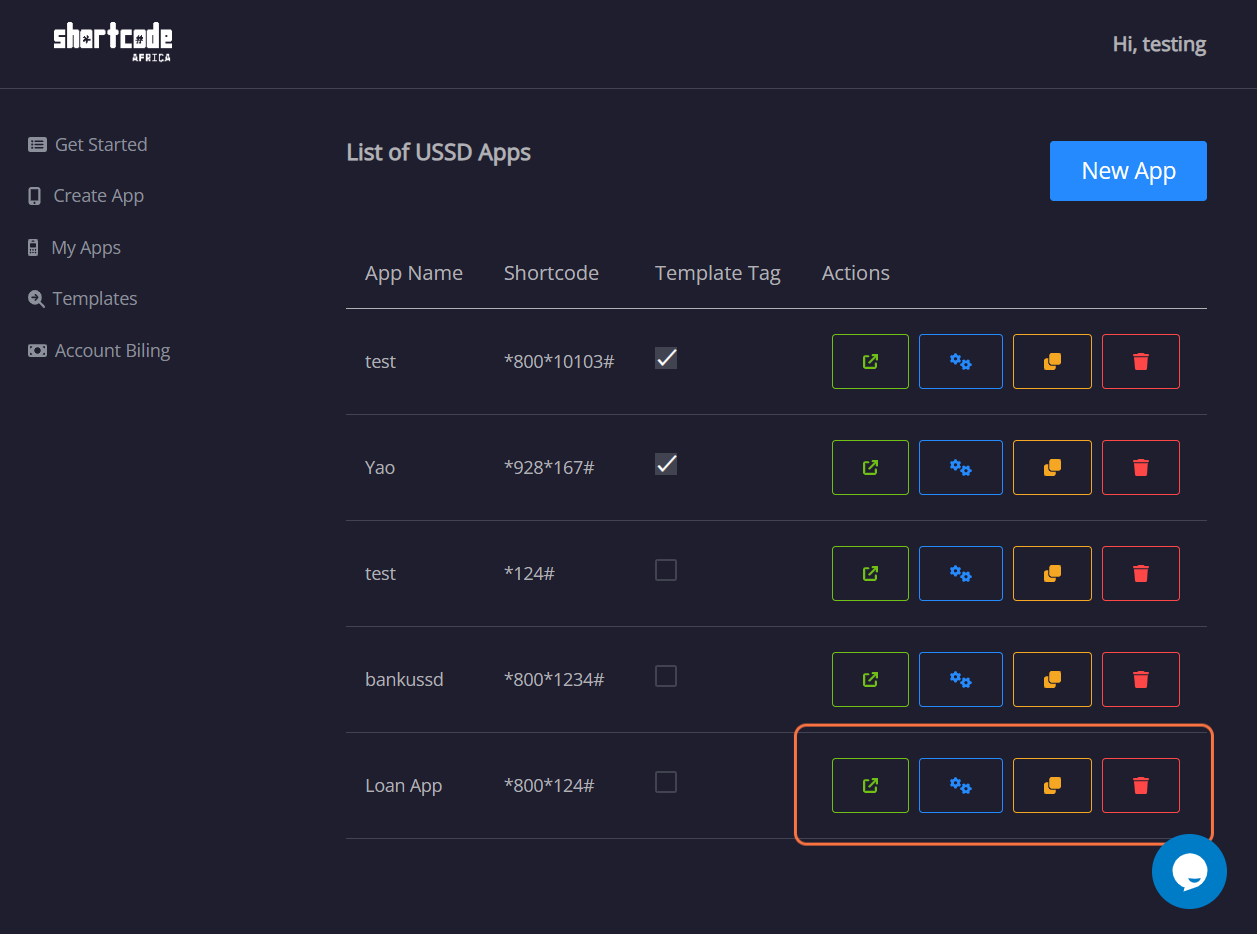 shortcode
AFRICA
Hi, testing
Get Started
Create App
My Apps
Templates
Account Biling
List of USSD Apps
New App
App Name Shortcode Template Tag Actions
test *800*10103#
Yao *928*167#
test *124#
bankussd *800*1234#
Loan App *800*124#